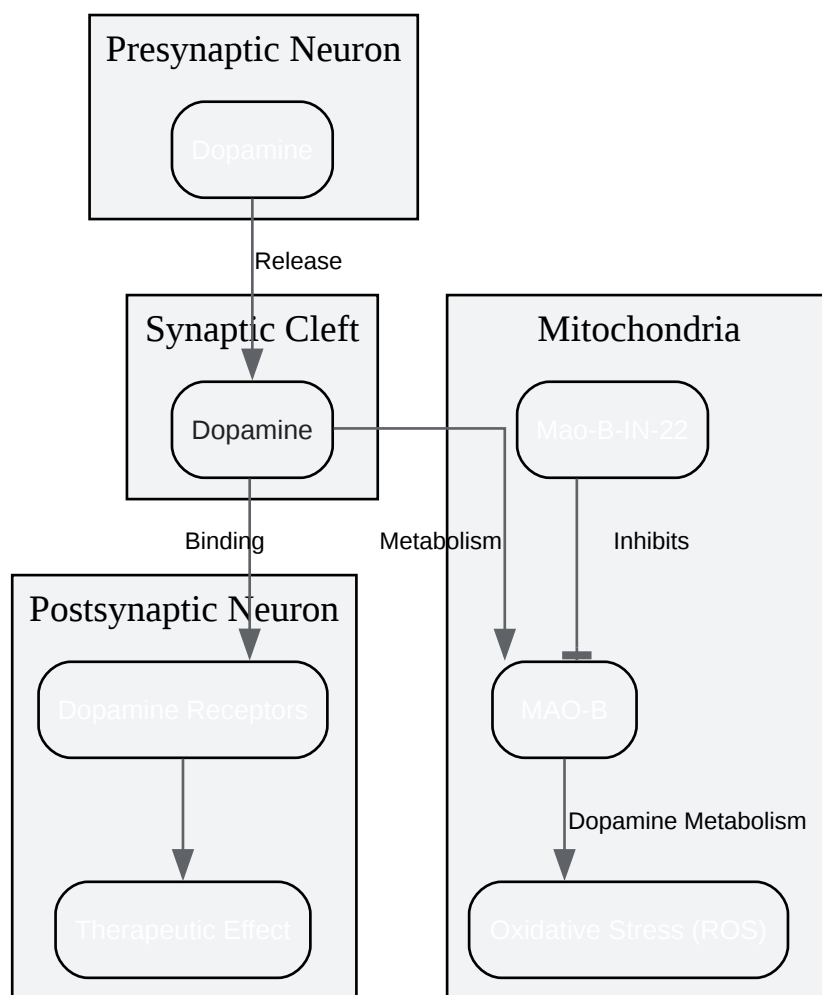 Presynaptic Neuron
Dopamine
Release
Synaptic Cleft
Mitochondria
Dopamine
Mao-B-IN-22
Binding
Metabolism
Inhibits
Postsynaptic Neuron
Dopamine Receptors
MAO-B
Dopamine Metabolism
Therapeutic Effect
Oxidative Stress (ROS)